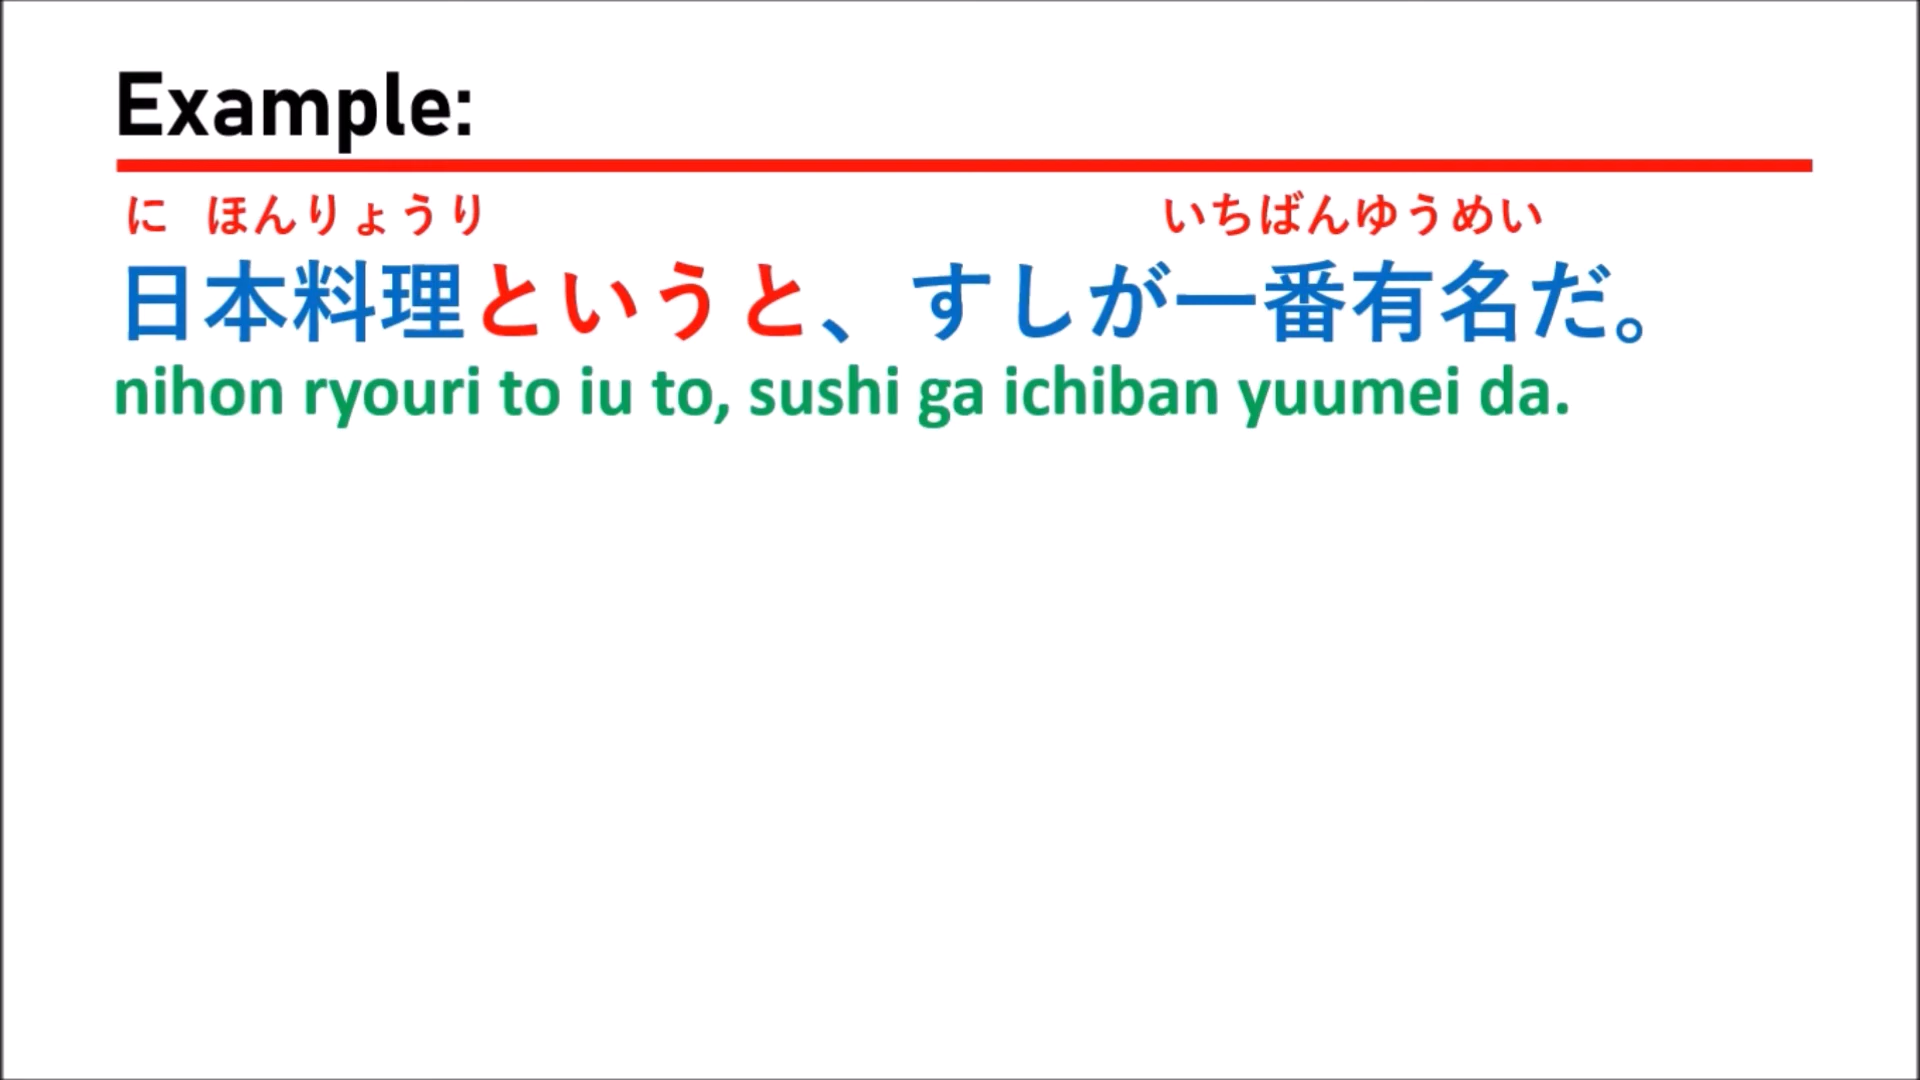 Example:
に ほんりょうり いちばんゆうめい
日本料理というと、すしが一番有名だ。
nihon ryouri to iu to, sushi ga ichiban yuumei da.